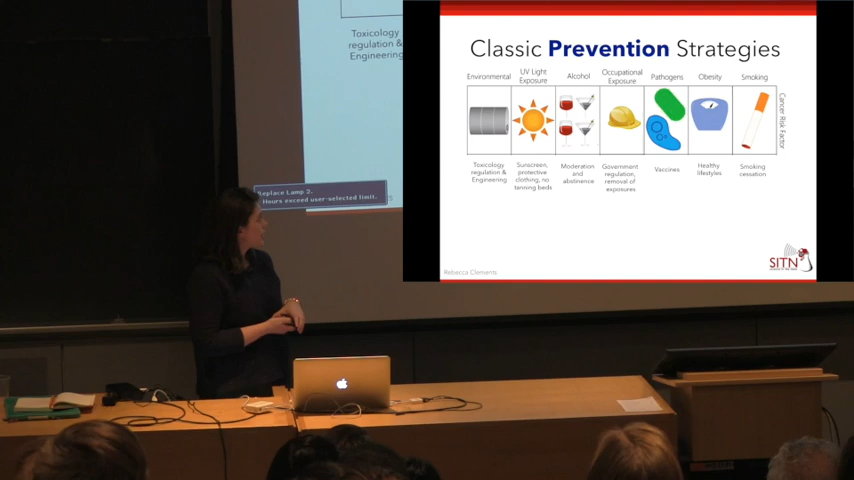 Toxicology
regulation &
Engineering
Replace Lamp 2.
Hours exceed user-selected limit.
Classic Prevention Strategies
Environmental
UV Light
Exposure
Alcohol
Occupational
Exposure
Pathogens
Obesity
Smoking
Cancer Risk Factor
Toxicology
regulation &
Engineering
Sunscreen,
protective
clothing, no
tanning beds
Moderation
and
abstinence
Government
regulation,
removal of
exposures
Vaccines
Healthy
lifestyles
Smoking
cessation
Rebecca Clements
SITN